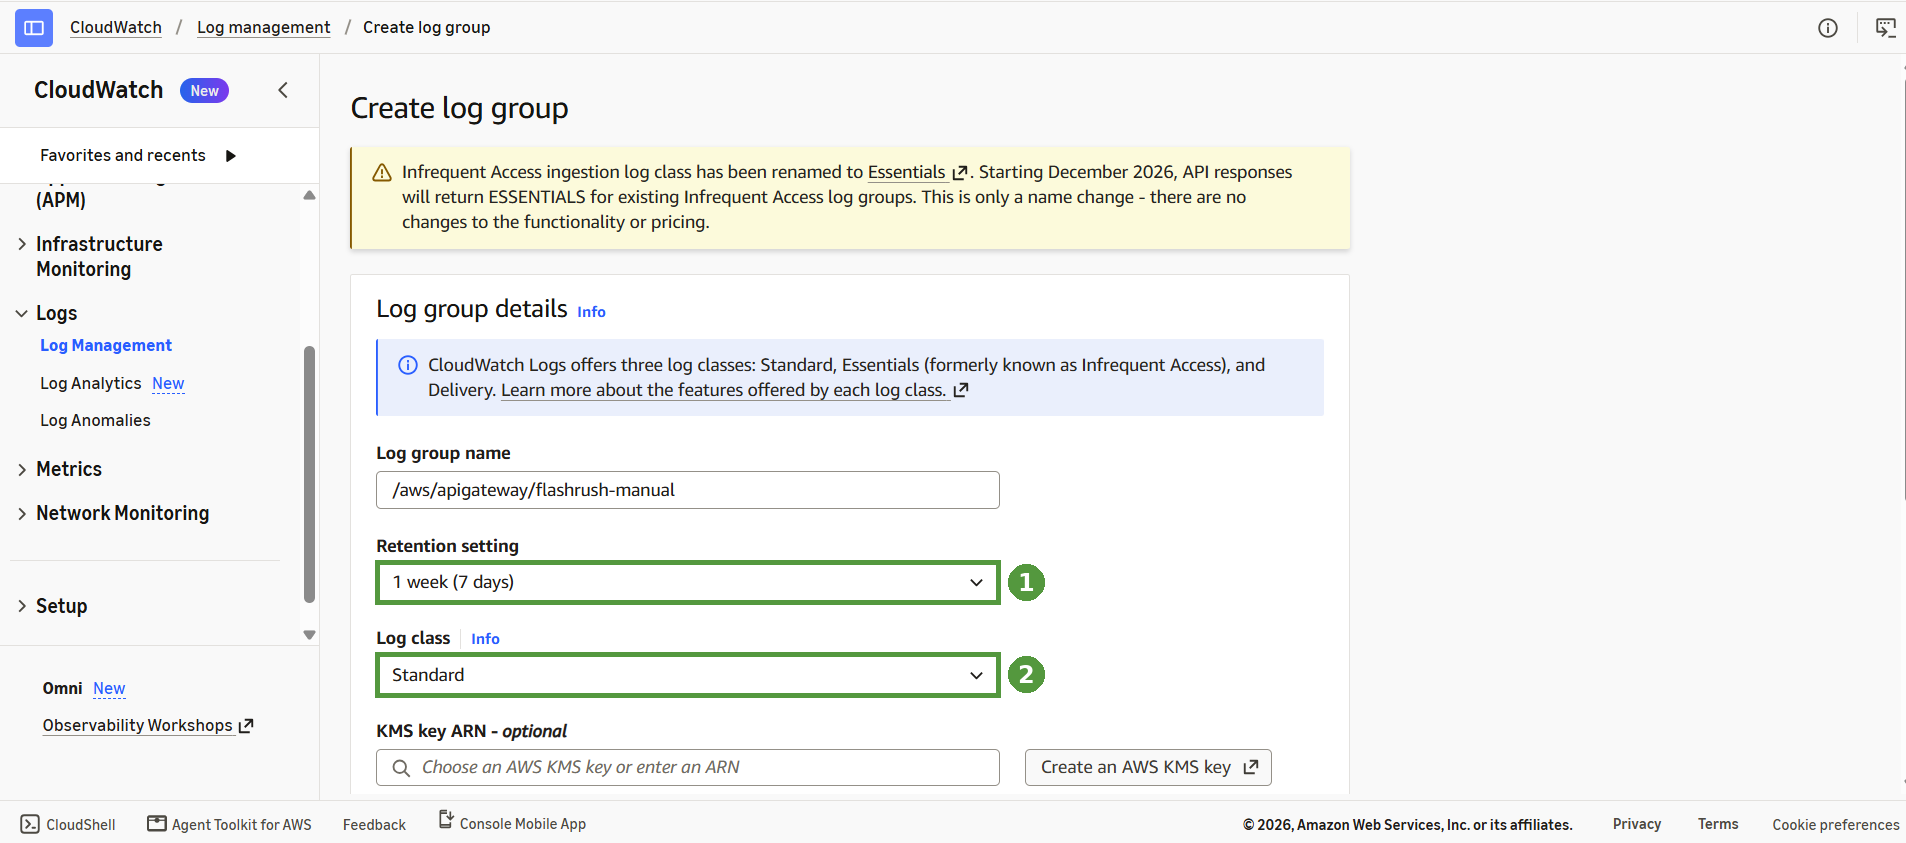 CloudWatch / Log management / Create log group
CloudWatch New
Favorites and recents
(APM)
Infrastructure
Monitoring
Logs
Log Management
Log Analytics New
Log Anomalies
Metrics
Network Monitoring
Setup
Omni New
Observability Workshops
Create log group
Infrequent Access ingestion log class has been renamed to Essentials. Starting December 2026, API responses
will return ESSENTIALS for existing Infrequent Access log groups. This is only a name change - there are no
changes to the functionality or pricing.
Log group details Info
CloudWatch Logs offers three log classes: Standard, Essentials (formerly known as Infrequent Access), and
Delivery. Learn more about the features offered by each log class.
Log group name
/aws/apigateway/flashrush-manual
Retention setting
1 week (7 days)
1
Log class Info
Standard
2
KMS key ARN - optional
Choose an AWS KMS key or enter an ARN
Create an AWS KMS key
CloudShell Agent Toolkit for AWS Feedback Console Mobile App © 2026, Amazon Web Services, Inc. or its affiliates. Privacy Terms Cookie preferences